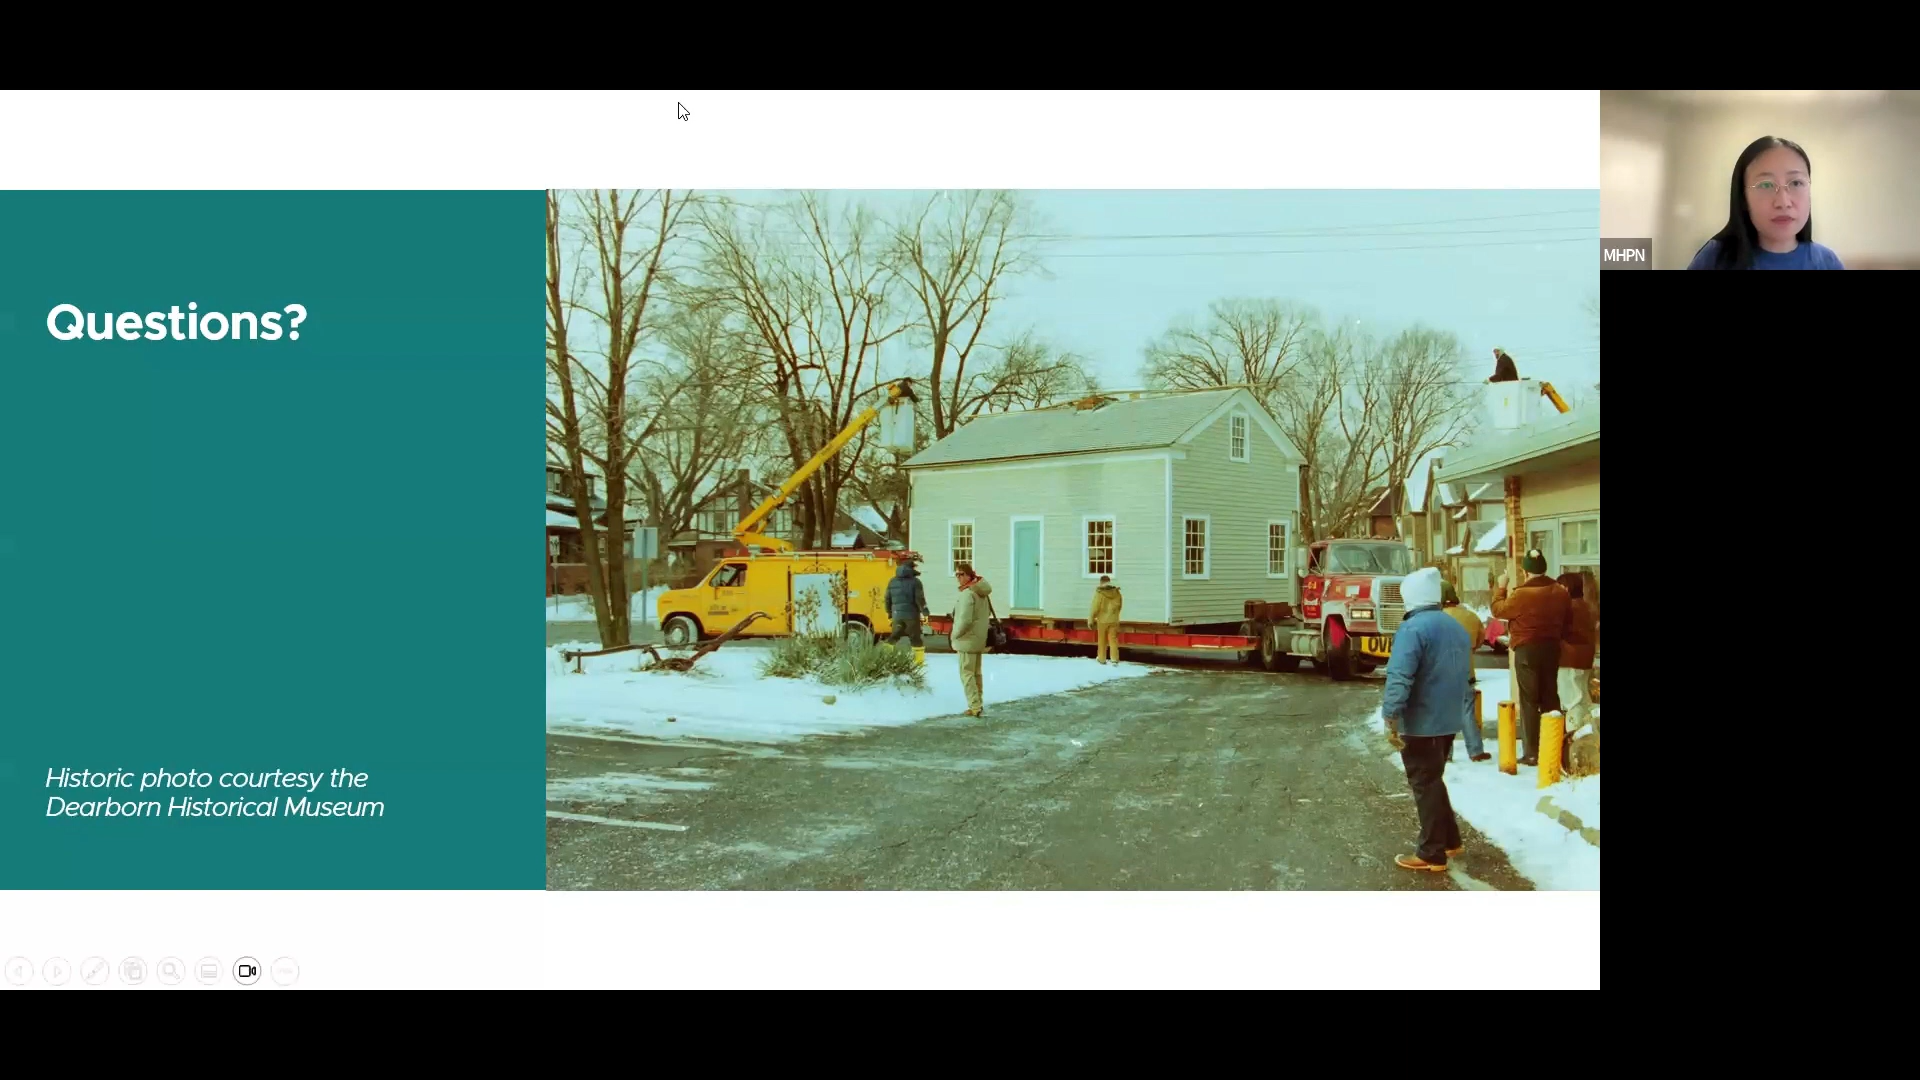 Questions?
Historic photo courtesy the
Dearborn Historical Museum
MHPN